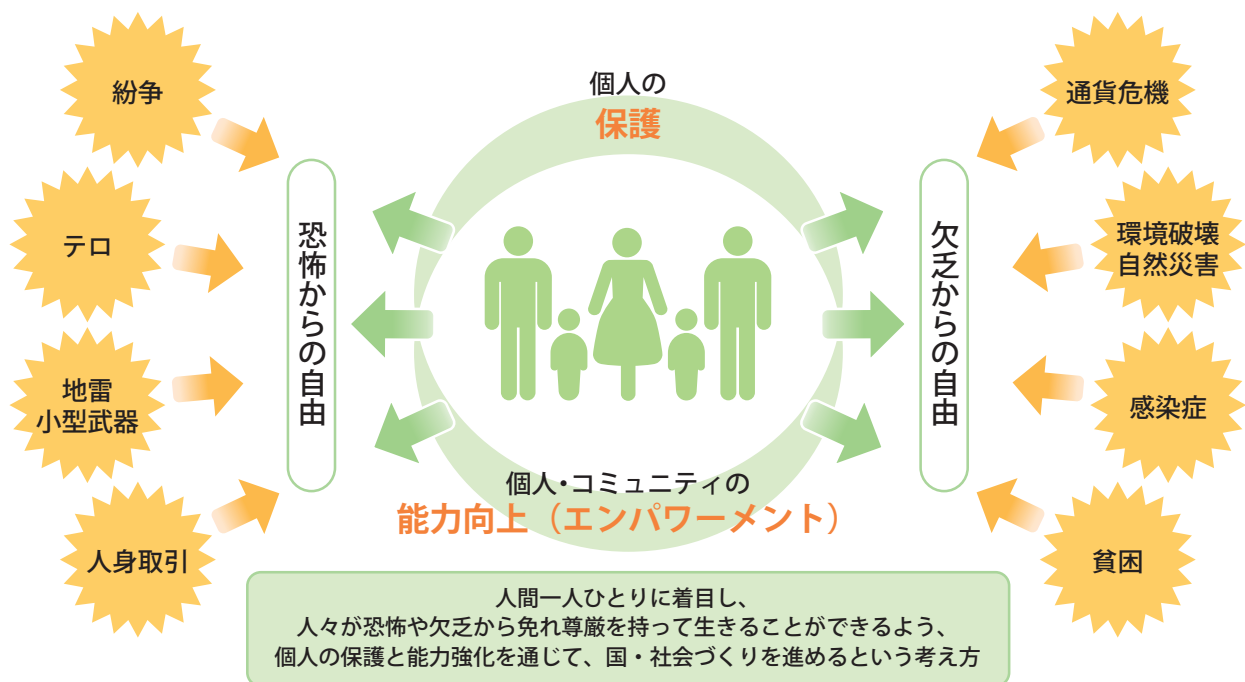 紛争
テロ
地雷
小型武器
人身取引
恐怖からの自由
個人の
保護
個人・コミュニティの
能力向上（エンパワーメント）
欠乏からの自由
通貨危機
環境破壊
自然災害
感染症
貧困
人間一人ひとりに着目し、
人々が恐怖や欠乏から免れ尊厳を持って生きることができるよう、
個人の保護と能力強化を通じて、国・社会づくりを進めるという考え方